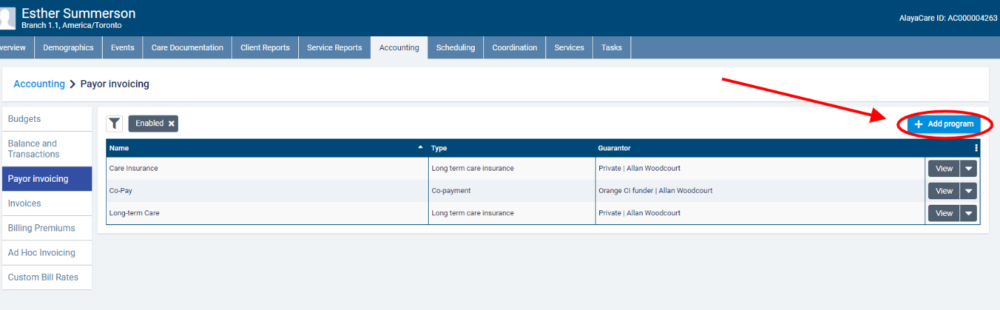 Esther Summerson
Branch 1.1, America/Toronto
AlayaCare ID: AC000004263
verview Demographics Events Care Documentation Client Reports Service Reports Accounting Scheduling Coordination Services Tasks
Accounting > Payor invoicing
Budgets
Balance and
Transactions
Payor invoicing
Invoices
Billing Premiums
Ad Hoc Invoicing
Custom Bill Rates
Enabled ×
+ Add program
Name Type Guarantor
Care Insurance Long term care insurance Private | Allan Woodcourt View
Co-Pay Co-payment Orange CI funder | Allan Woodcourt View
Long-term Care Long term care insurance Private | Allan Woodcourt View